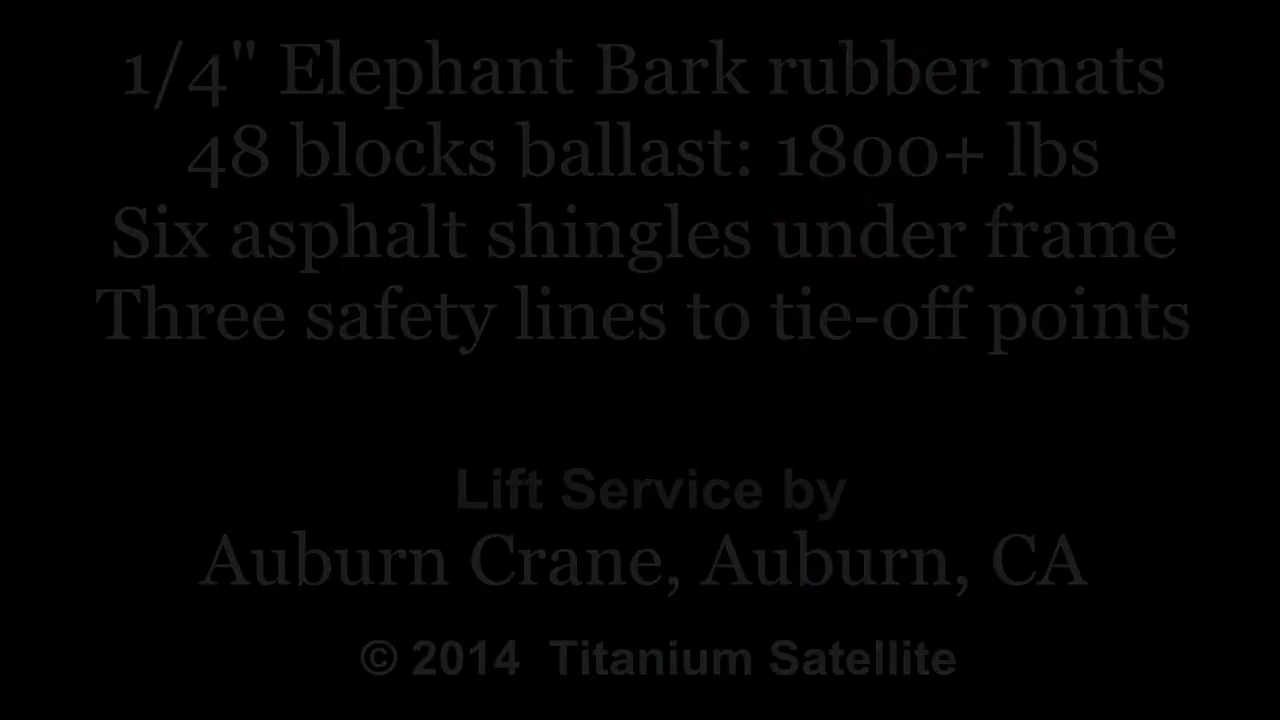 1/4" Elephant Bark rubber mats
48 blocks ballast: 1800+ lbs
Six asphalt shingles under frame
Three safety lines to tie-off points
Lift Service by
Auburn Crane, Auburn, CA
© 2014 Titanium Satellite